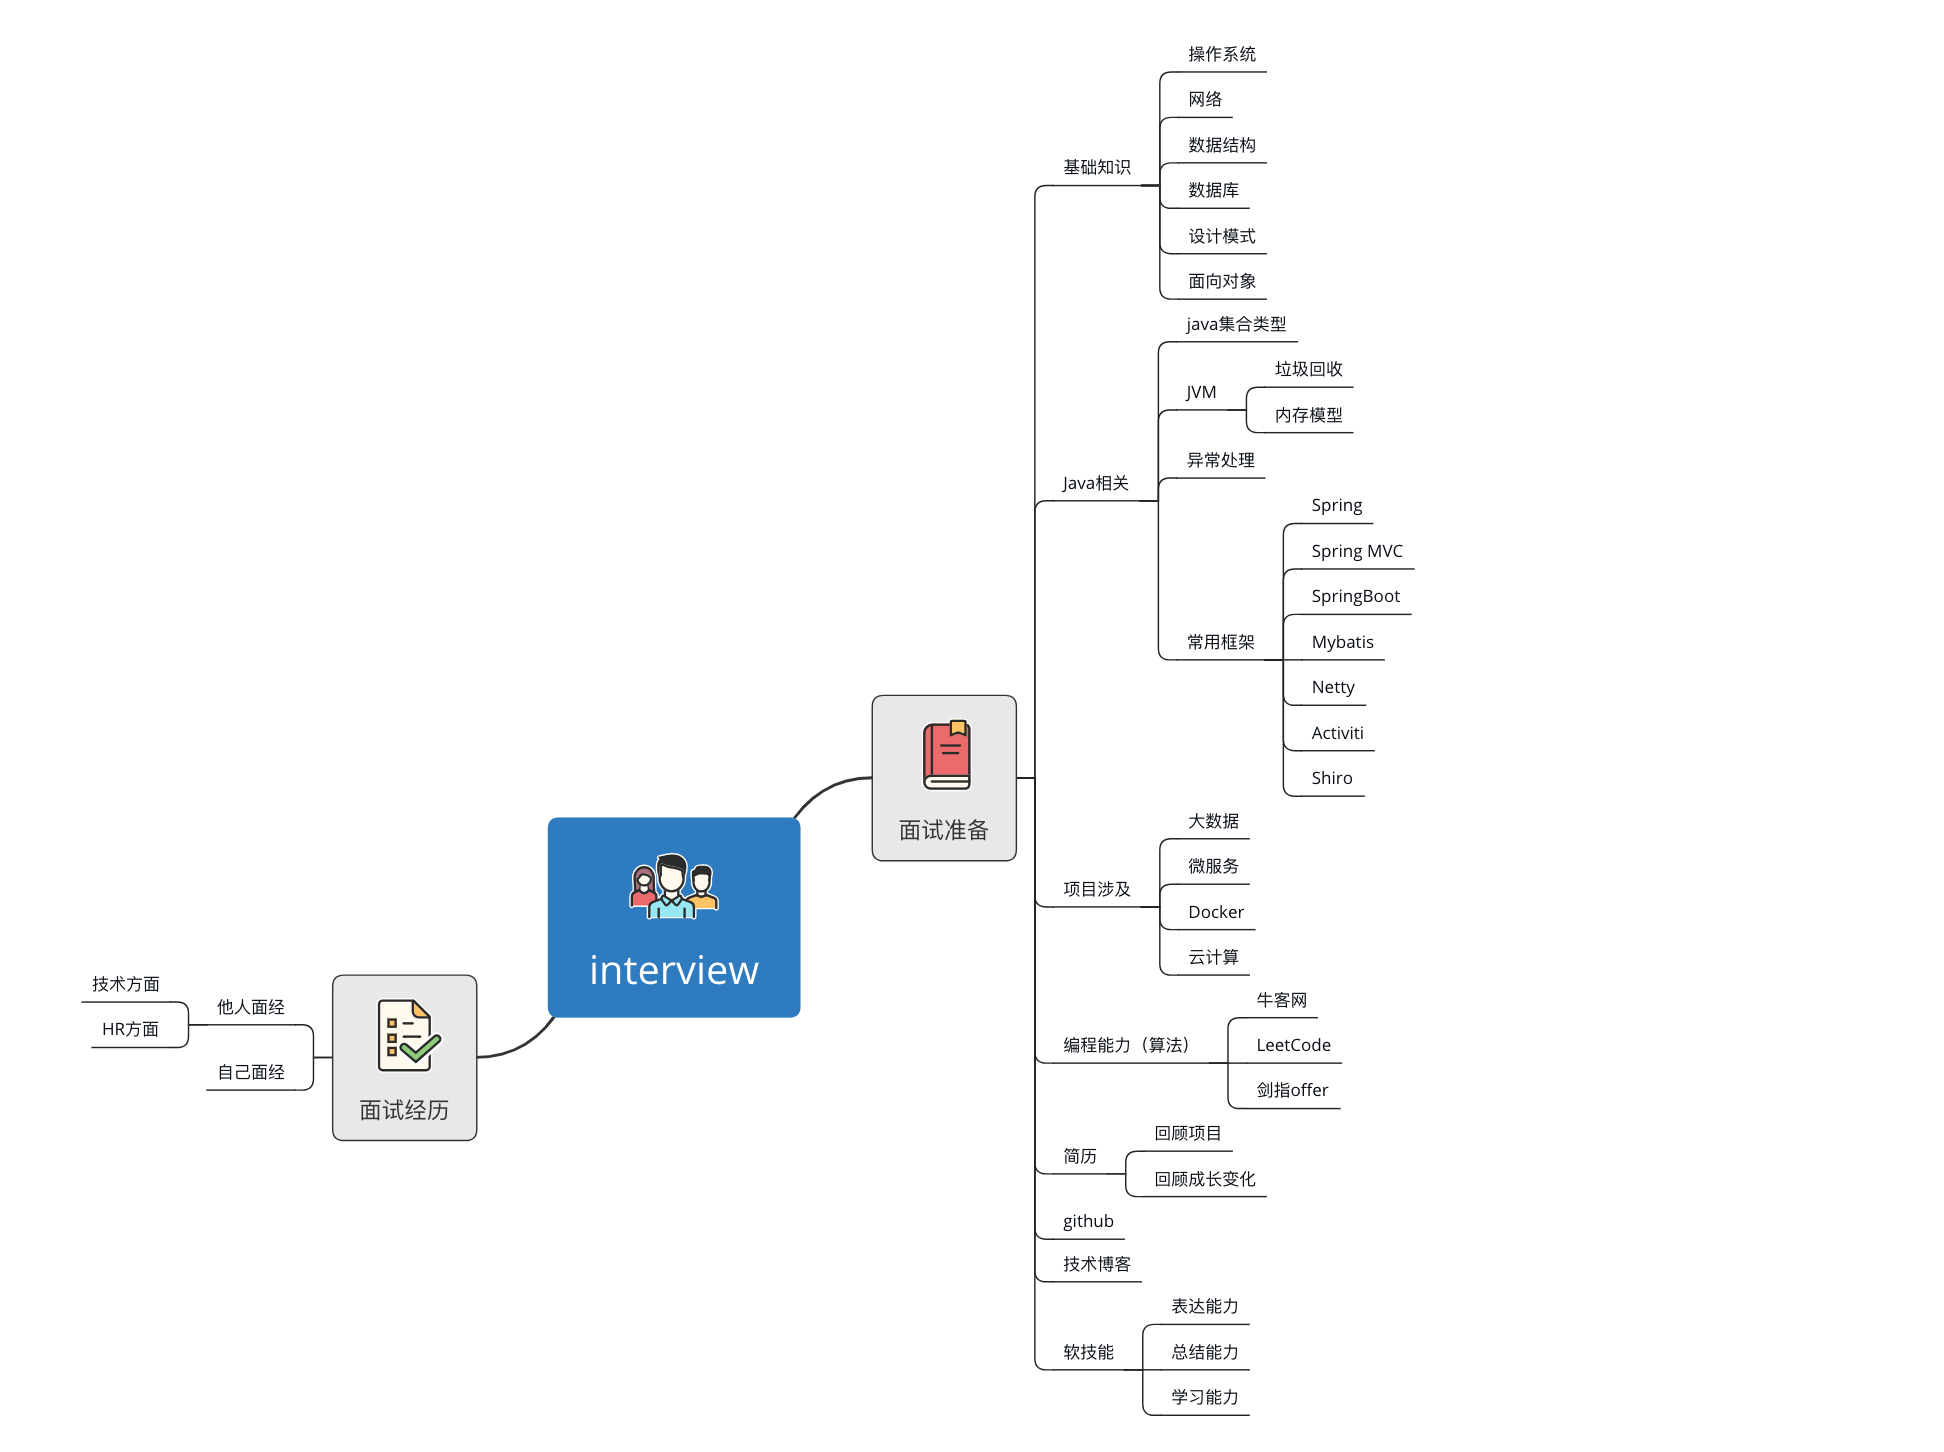 interview
面试准备
基础知识
操作系统
网络
数据结构
数据库
设计模式
面向对象
Java相关
java集合类型
JVM
垃圾回收
内存模型
异常处理
常用框架
Spring
Spring MVC
SpringBoot
Mybatis
Netty
Activiti
Shiro
项目涉及
大数据
微服务
Docker
云计算
编程能力（算法）
牛客网
LeetCode
剑指offer
简历
回顾项目
回顾成长变化
github
技术博客
软技能
表达能力
总结能力
学习能力
面试经历
他人面经
技术方面
HR方面
自己面经